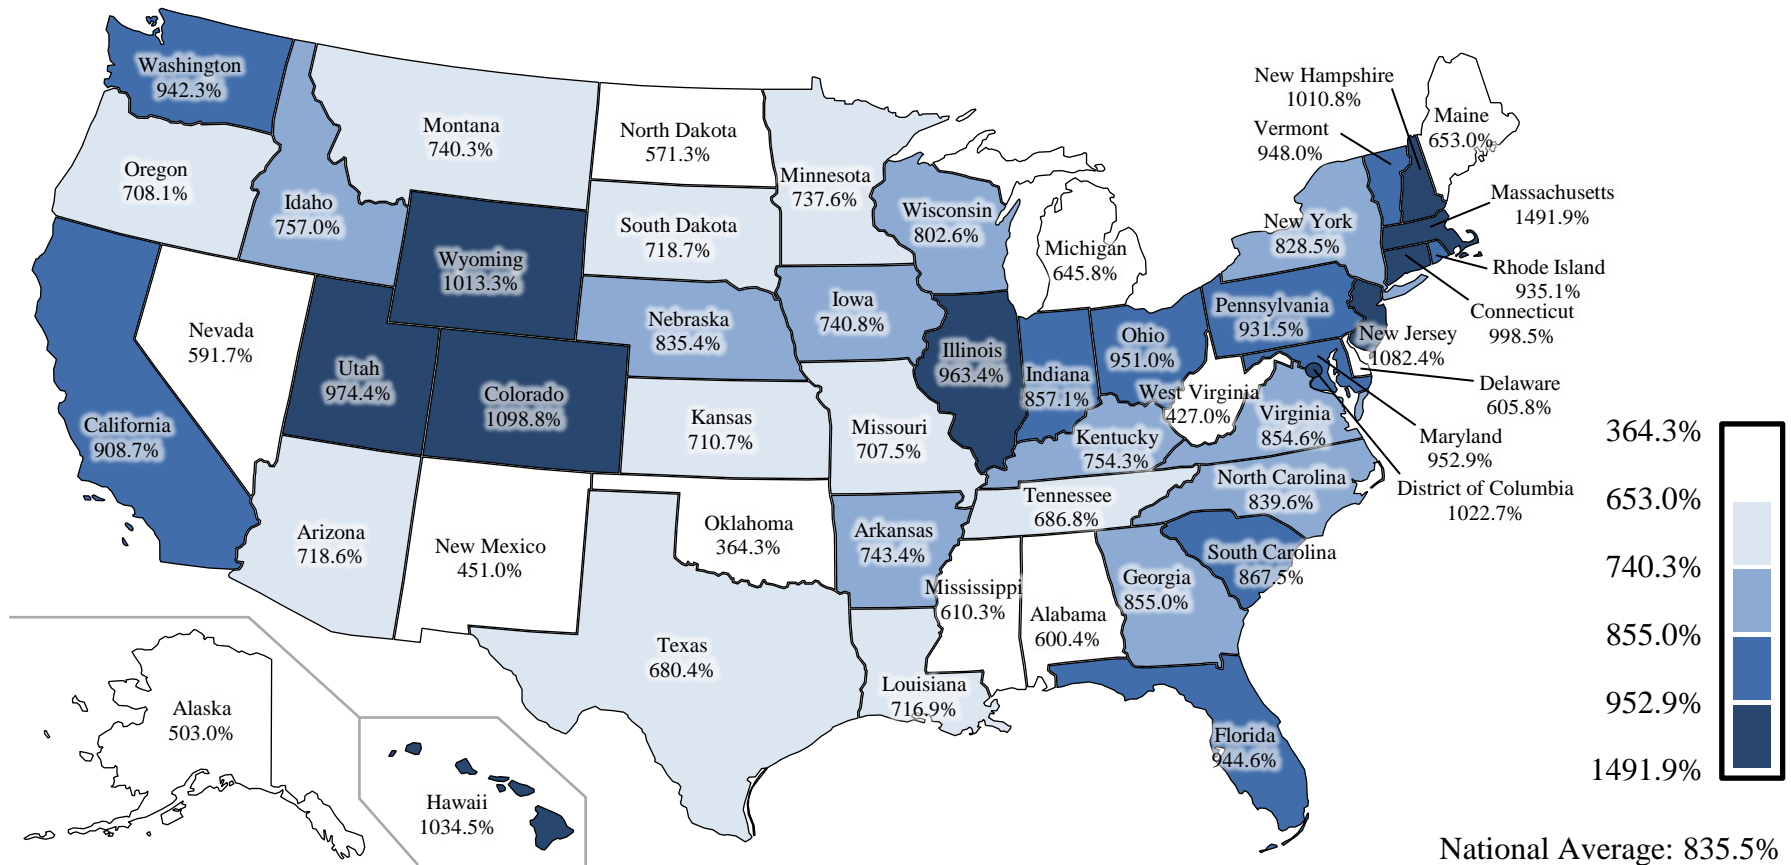 Washington
942.3%
Oregon
708.1%
California
908.7%
Idaho
757.0%
Nevada
591.7%
Montana
740.3%
Wyoming
1013.3%
Utah
974.4%
Colorado
1098.8%
Arizona
718.6%
New Mexico
451.0%
North Dakota
571.3%
South Dakota
718.7%
Nebraska
835.4%
Kansas
710.7%
Oklahoma
364.3%
Texas
680.4%
Minnesota
737.6%
Iowa
740.8%
Missouri
707.5%
Arkansas
743.4%
Louisiana
716.9%
Wisconsin
802.6%
Illinois
963.4%
Michigan
645.8%
Indiana
857.1%
Ohio
951.0%
Kentucky
754.3%
Tennessee
686.8%
Mississippi
610.3%
Alabama
600.4%
Georgia
855.0%
Florida
944.6%
South Carolina
867.5%
North Carolina
839.6%
Virginia
854.6%
West Virginia
427.0%
Pennsylvania
931.5%
New York
828.5%
Vermont
948.0%
New Hampshire
1010.8%
Maine
653.0%
Massachusetts
1491.9%
Rhode Island
935.1%
Connecticut
998.5%
New Jersey
1082.4%
Delaware
605.8%
Maryland
952.9%
District of Columbia
1022.7%
Alaska
503.0%
Hawaii
1034.5%
364.3%
653.0%
740.3%
855.0%
952.9%
1491.9%
National Average: 835.5%